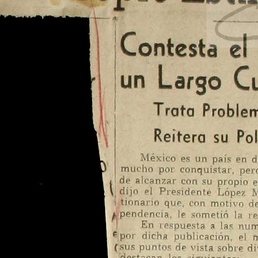 Contesta el
un Largo Cu
Trata Problem
Reitera su Pol
México es un país en d
mucho por conquistar, per
de alcanzar con su propio e
dijo el Presidente López M
tionario que, con motivo de
pendencia, le sometió la re
En respuesta a las num
por dicha publicación, el m
sus puntos de vista sobre di